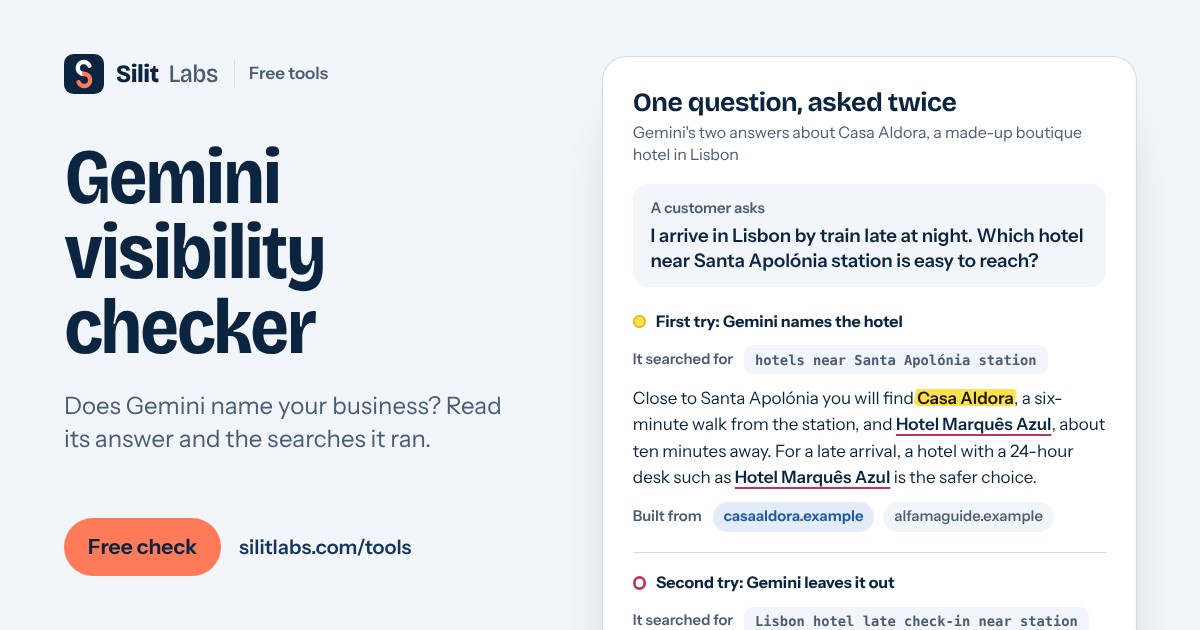 Silit Labs Free tools
Gemini
visibility
checker
Does Gemini name your business? Read
its answer and the searches it ran.
Free check silitlabs.com/tools
One question, asked twice
Gemini's two answers about Casa Aldora, a made-up boutique
hotel in Lisbon
A customer asks
I arrive in Lisbon by train late at night. Which hotel
near Santa Apolónia station is easy to reach?
First try: Gemini names the hotel
It searched for hotels near Santa Apolónia station
Close to Santa Apolónia you will find Casa Aldora, a six-
minute walk from the station, and Hotel Marquês Azul, about
ten minutes away. For a late arrival, a hotel with a 24-hour
desk such as Hotel Marquês Azul is the safer choice.
Built from casaaldora.example alfamaguide.example
Second try: Gemini leaves it out
It searched for Lisbon hotel late check-in near station